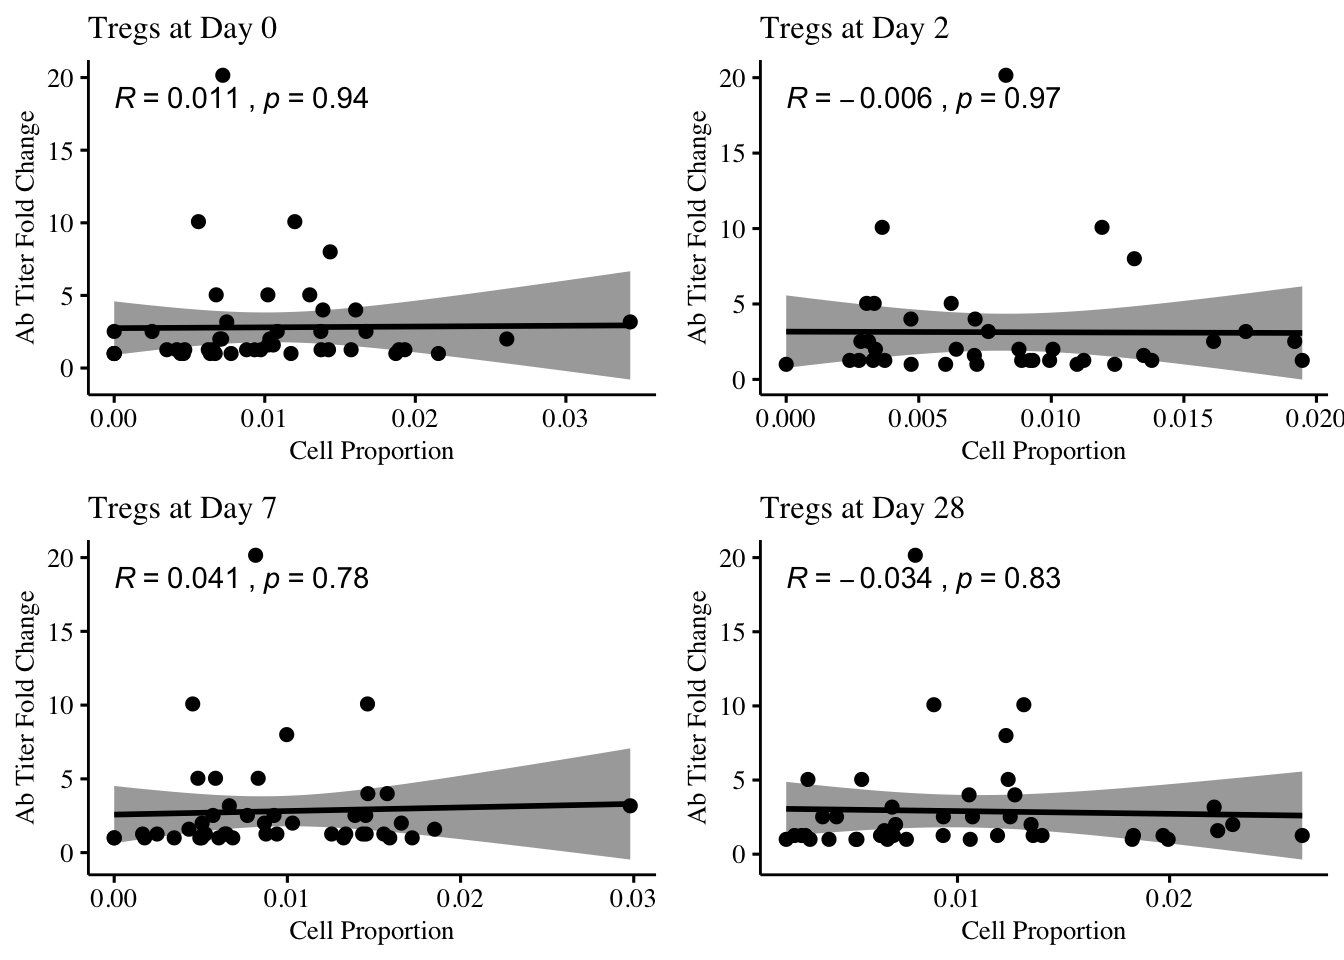 Tregs at Day 0
R = 0.011 , p = 0.94
Ab Titer Fold Change
20
15
10
5
0
0.00 0.01 0.02 0.03
Cell Proportion
Tregs at Day 2
R = −0.006 , p = 0.97
Ab Titer Fold Change
20
15
10
5
0
0.000 0.005 0.010 0.015 0.020
Cell Proportion
Tregs at Day 7
R = 0.041 , p = 0.78
Ab Titer Fold Change
20
15
10
5
0
0.00 0.01 0.02 0.03
Cell Proportion
Tregs at Day 28
R = −0.034 , p = 0.83
Ab Titer Fold Change
20
15
10
5
0
0.01 0.02
Cell Proportion